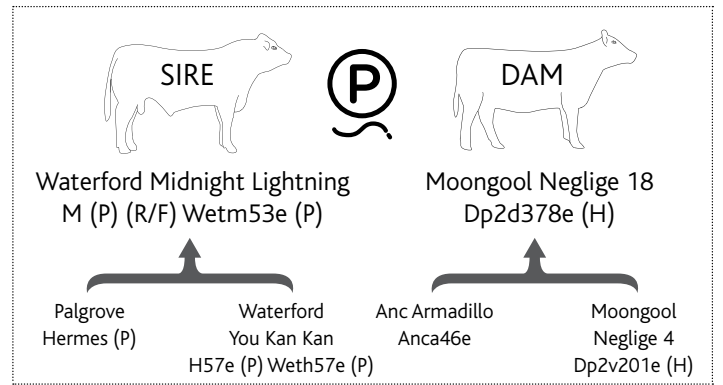 SIRE
P
DAM
Waterford Midnight Lightning
M (P) (R/F) Wetm53e (P)
Moongool Neglige 18
Dp2d378e (H)
Palgrove
Hermes (P)
Waterford
You Kan Kan
H57e (P) Weth57e (P)
Anc Armadillo
Anca46e
Moongool
Neglige 4
Dp2v201e (H)